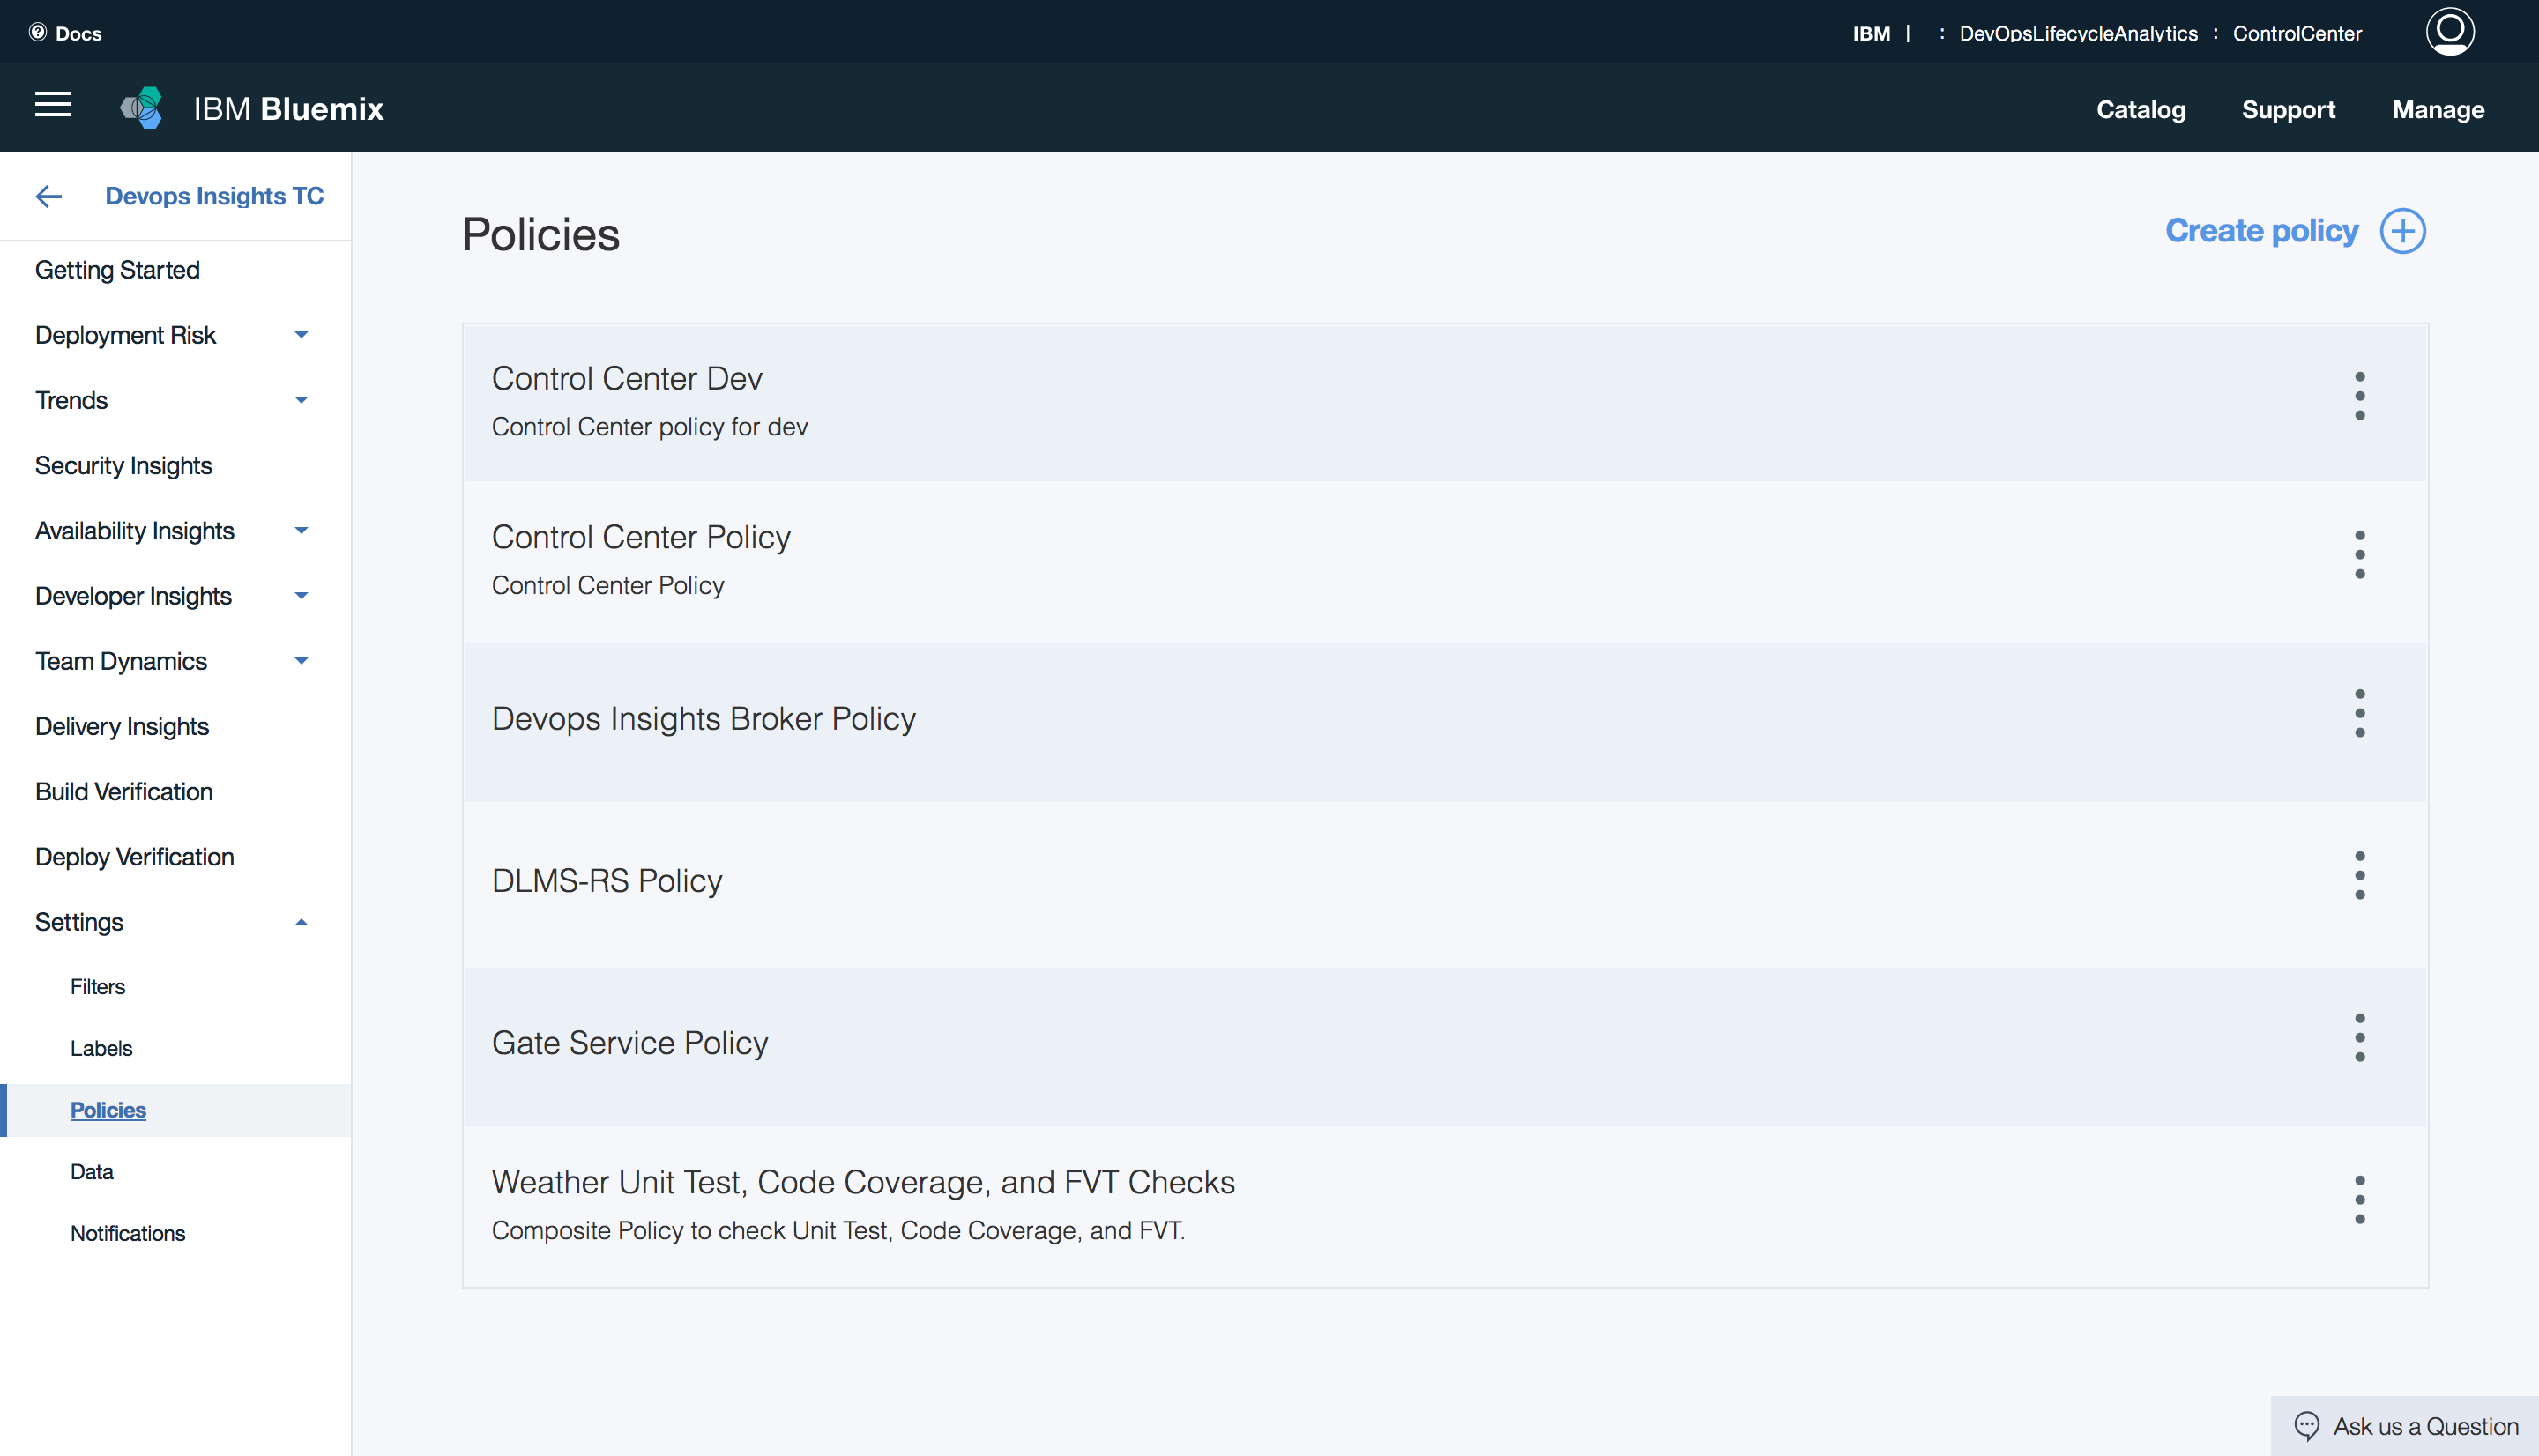 Docs
IBM | : DevOpsLifecycleAnalytics : ControlCenter
IBM Bluemix
Catalog Support Manage
Devops Insights TC
Getting Started
Deployment Risk
Trends
Security Insights
Availability Insights
Developer Insights
Team Dynamics
Delivery Insights
Build Verification
Deploy Verification
Settings
Filters
Labels
Policies
Data
Notifications
Policies
Create policy
Control Center Dev
Control Center policy for dev
Control Center Policy
Control Center Policy
Devops Insights Broker Policy
DLMS-RS Policy
Gate Service Policy
Weather Unit Test, Code Coverage, and FVT Checks
Composite Policy to check Unit Test, Code Coverage, and FVT.
Ask us a Question